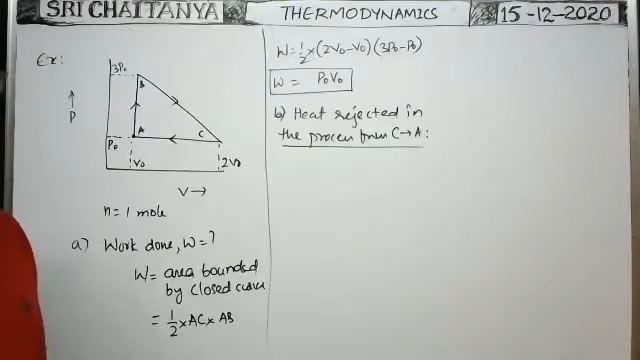 SRI CHAITANYA
THERMODYNAMICS
15-12-2020
Ex:
3P₀
B
↑
P
A
C
P₀
V₀
2V₀
V→
n = 1 mole
a) Work done, W = ?
W = area bounded
by closed curve
= 1/2 × AC × AB
W = 1/2 × (2V₀ - V₀) (3P₀ - P₀)
W = P₀V₀
b) Heat rejected in
the process from C → A: